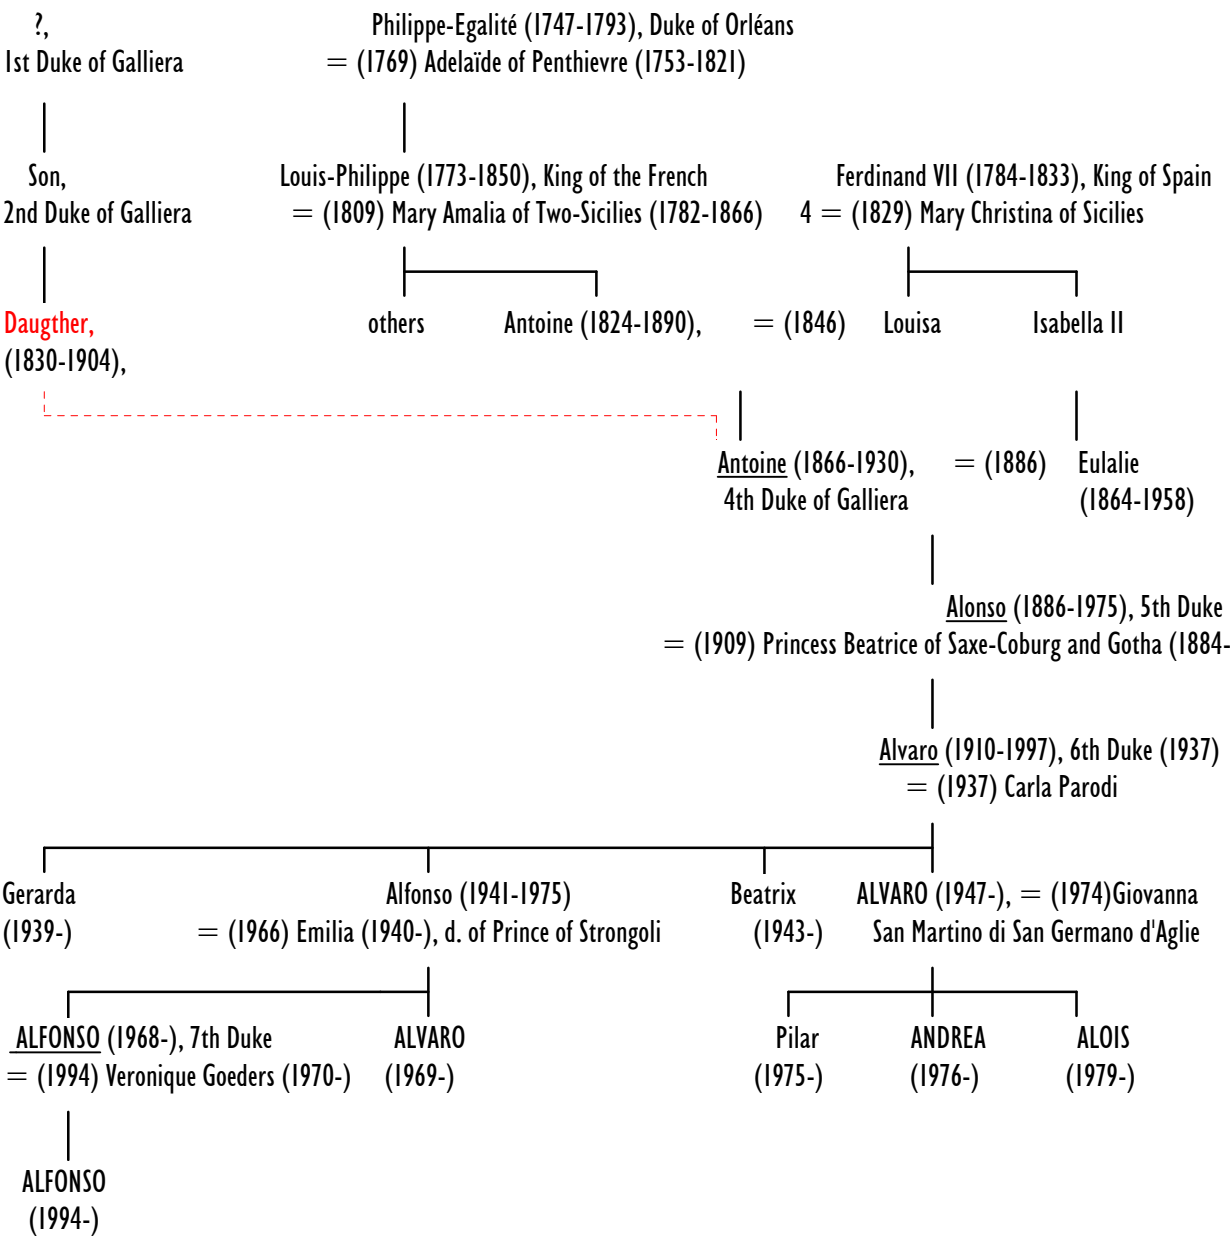 ?,
Philippe-Egalité (1747-1793), Duke of Orléans
1st Duke of Galliera
= (1769) Adelaïde of Penthievre (1753-1821)
Son,
Louis-Philippe (1773-1850), King of the French
Ferdinand VII (1784-1833), King of Spain
2nd Duke of Galliera
= (1809) Mary Amalia of Two-Sicilies (1782-1866)
4 = (1829) Mary Christina of Sicilies
Daugther,
others
Antoine (1824-1890),
= (1846)
Louisa
Isabella II
(1830-1904),
Antoine (1866-1930),
= (1886)
Eulalie
4th Duke of Galliera
(1864-1958)
Alonso (1886-1975), 5th Duke
= (1909) Princess Beatrice of Saxe-Coburg and Gotha (1884-
Alvaro (1910-1997), 6th Duke (1937)
= (1937) Carla Parodi
Gerarda
Alfonso (1941-1975)
Beatrix
ALVARO (1947-), = (1974)Giovanna
(1939-)
= (1966) Emilia (1940-), d. of Prince of Strongoli
(1943-)
San Martino di San Germano d'Aglie
ALFONSO (1968-), 7th Duke
ALVARO
Pilar
ANDREA
ALOIS
= (1994) Veronique Goeders (1970-)
(1969-)
(1975-)
(1976-)
(1979-)
ALFONSO
(1994-)